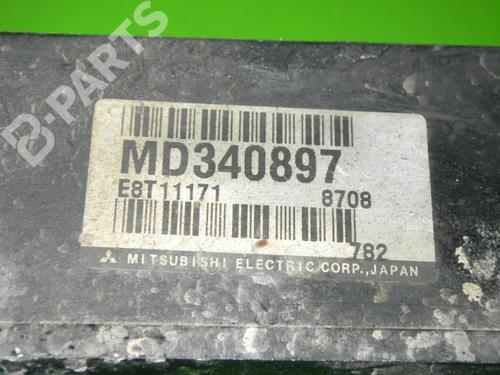 B-PARTS
MD340897
E8T11171 8708
782
MITSUBISHI ELECTRIC CORP., JAPAN